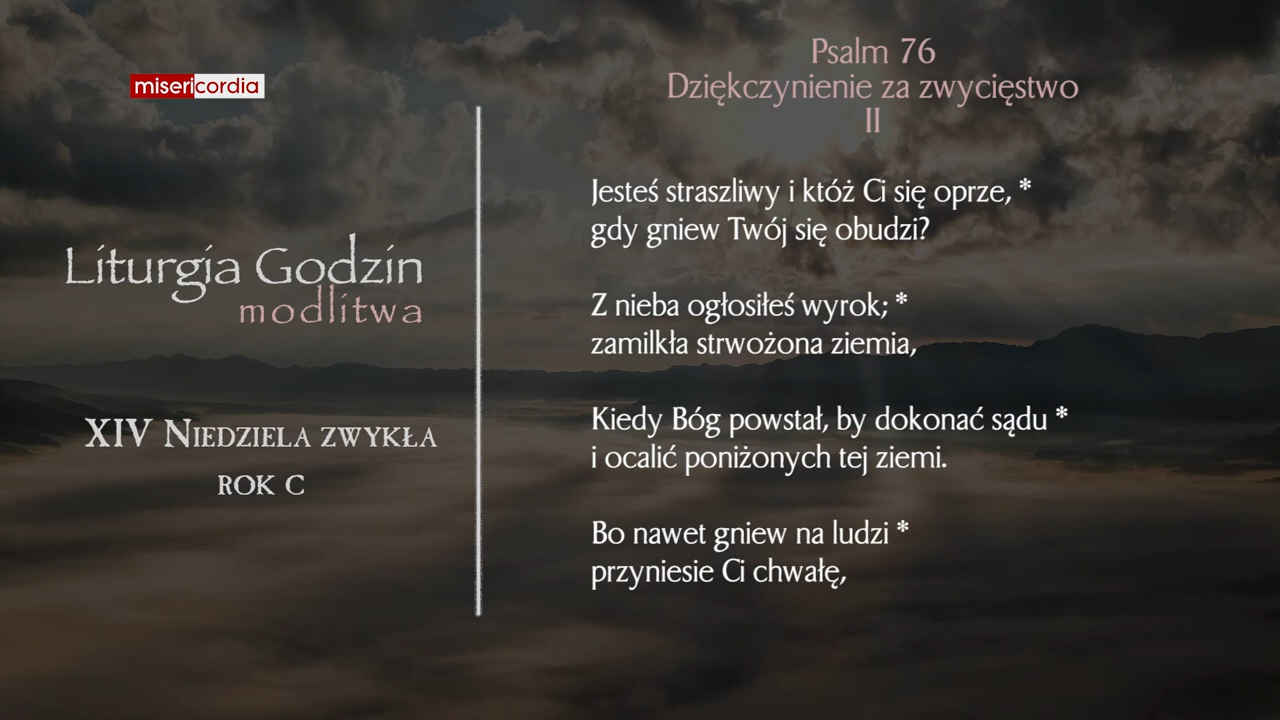 misericordia
Liturgia Godzin
modlitwa
XIV Niedziela zwykła
rok C
Psalm 76
Dziękczynienie za zwycięstwo
II
Jesteś straszliwy i któż Ci się oprze, *
gdy gniew Twój się obudzi?
Z nieba ogłosiłeś wyrok; *
zamilkła strwożona ziemia,
Kiedy Bóg powstał, by dokonać sądu *
i ocalić poniżonych tej ziemi.
Bo nawet gniew na ludzi *
przyniesie Ci chwałę,